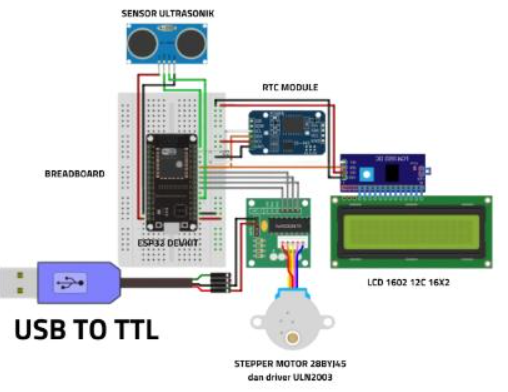 SENSOR ULTRASONIK
RTC MODULE
BREADBOARD
ESP32 DEVKIT
LCD 1602 12C 16X2
USB TO TTL
STEPPER MOTOR 28BYJ45
dan driver ULN2003